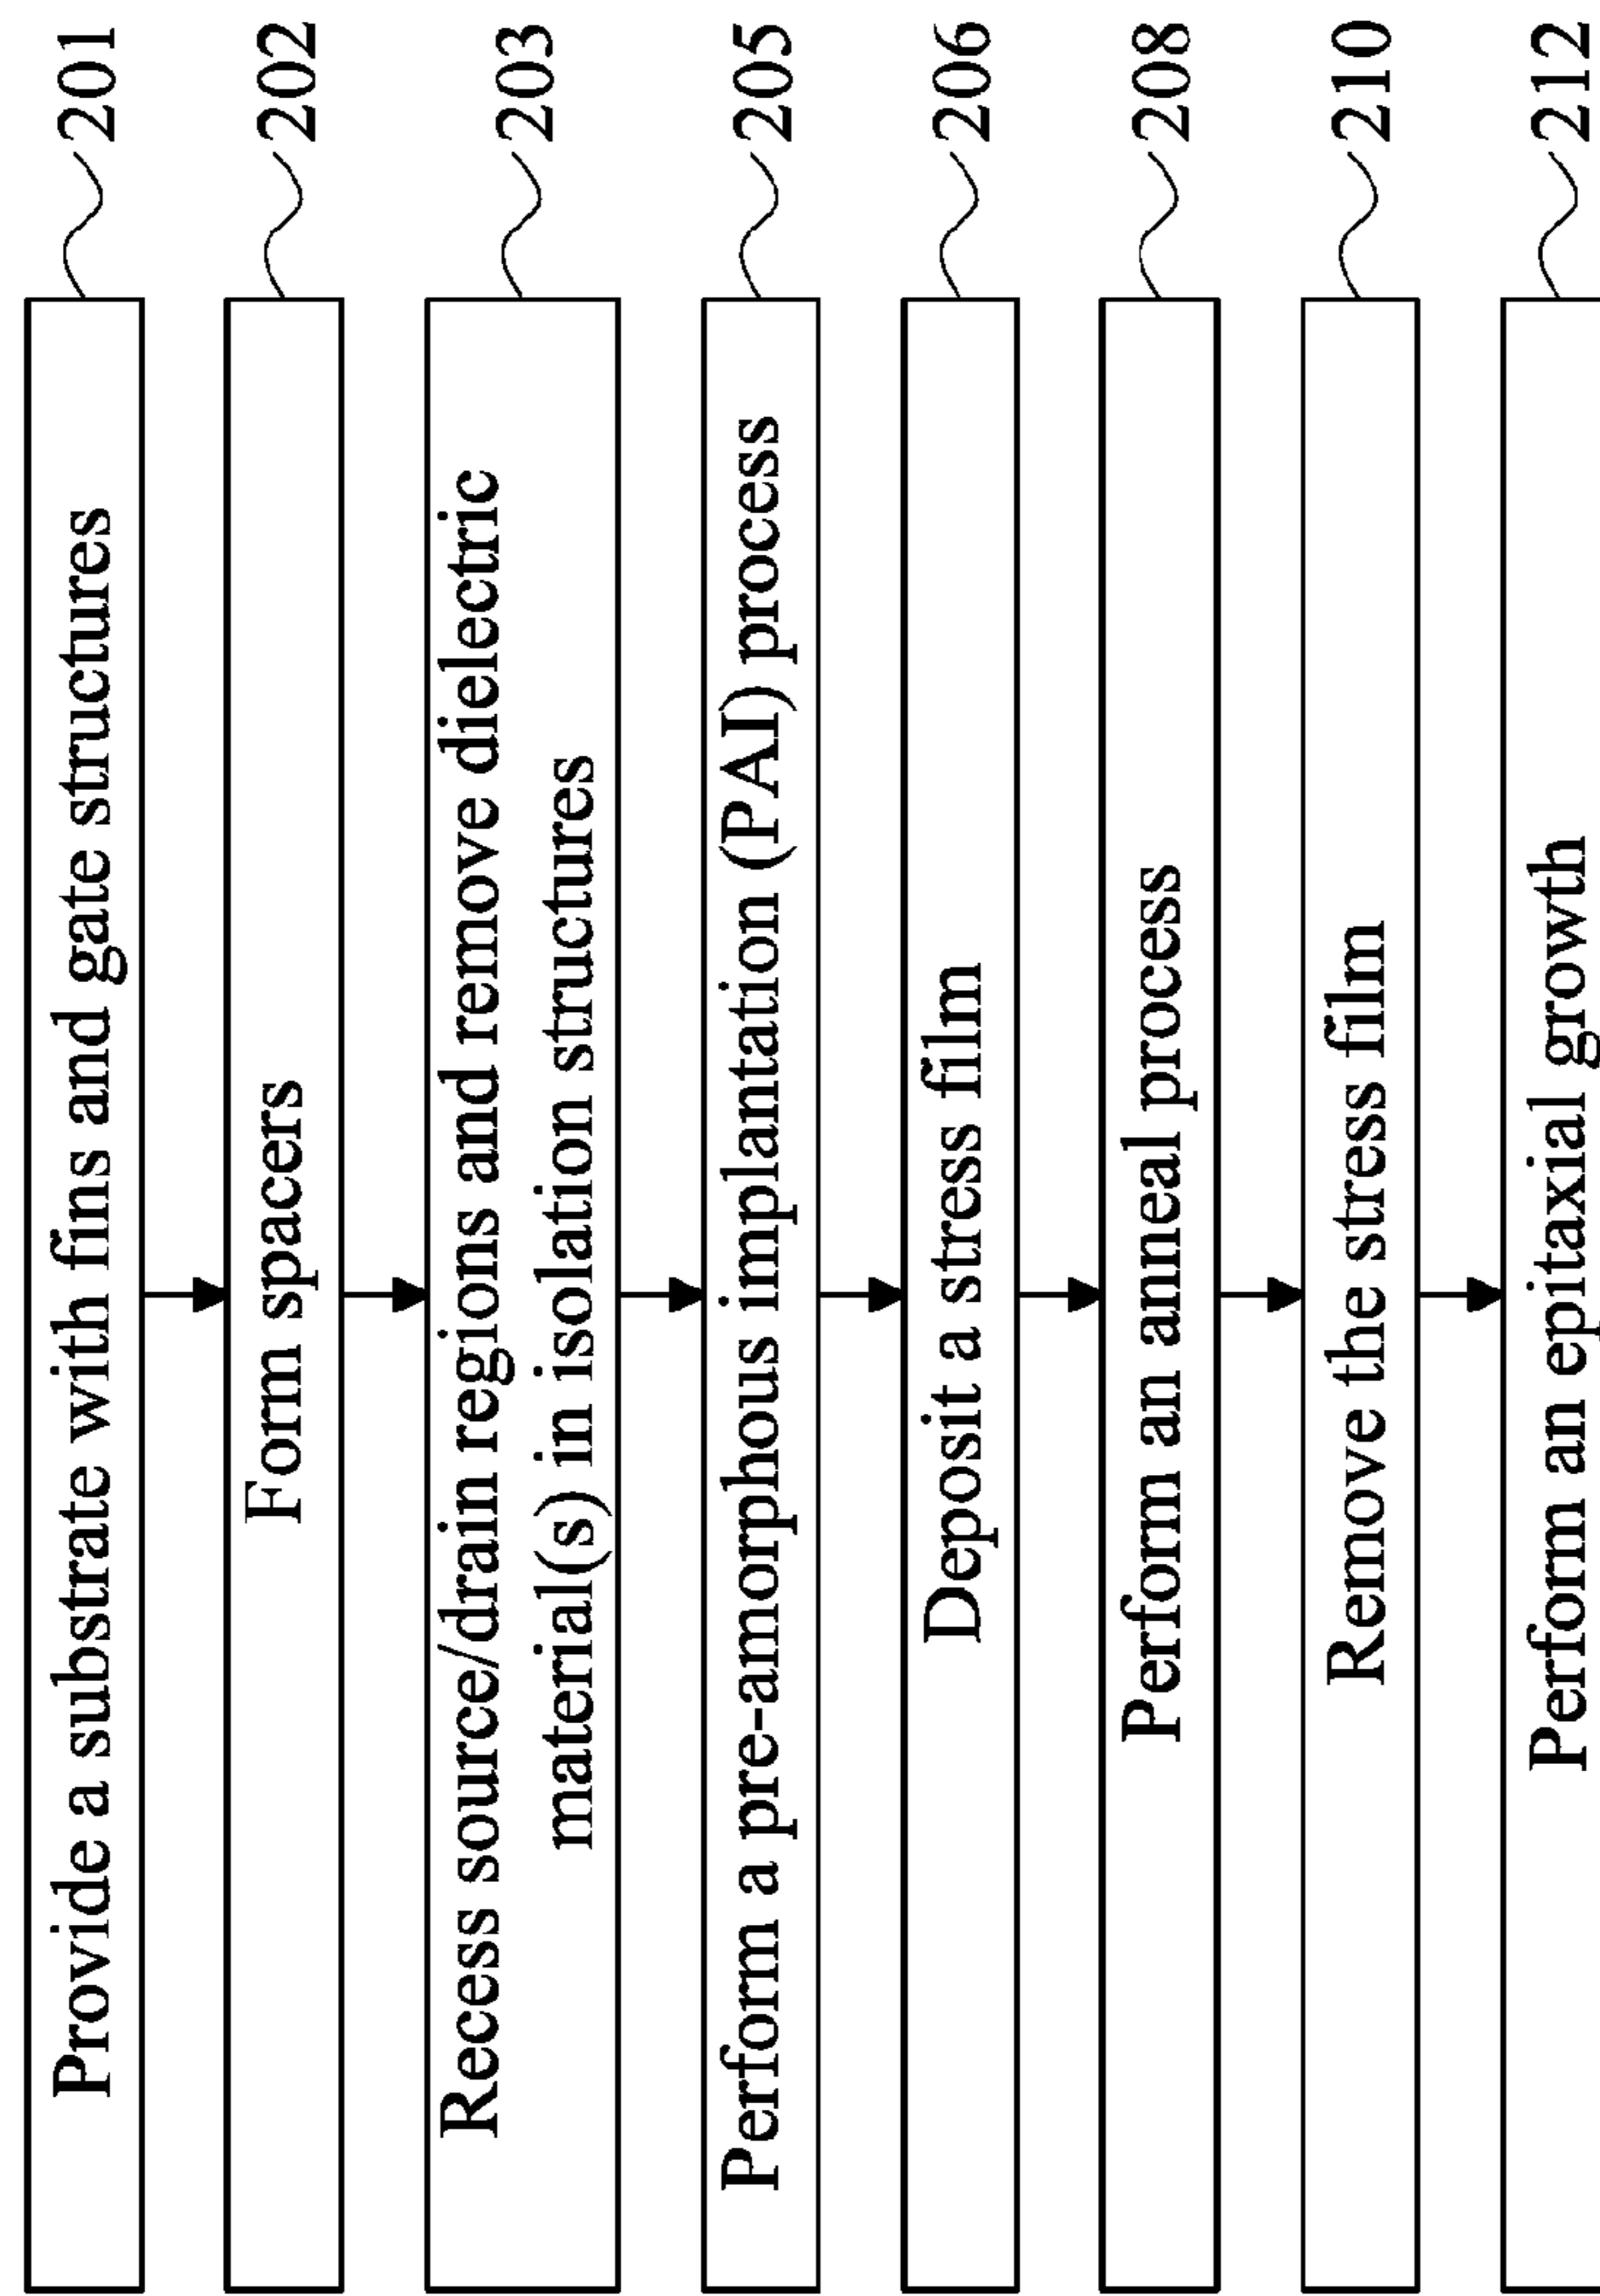 Provide a substrate with fins and gate structures
201
Form spacers
202
Recess source/drain regions and remove dielectric
material(s) in isolation structures
203
Perform a pre-amorphous implantation (PAI) process
205
Deposit a stress film
206
Perform an anneal process
208
Remove the stress film
210
Perform an epitaxial growth
212